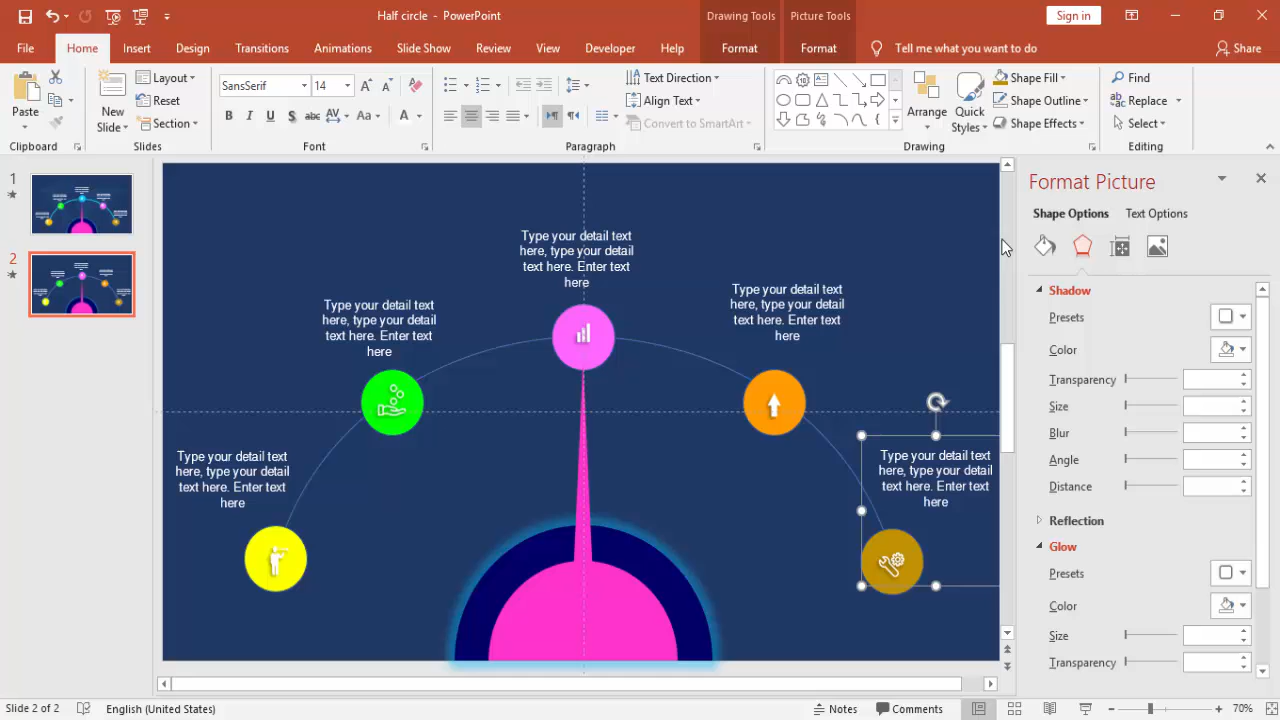 Half circle - PowerPoint
Drawing Tools
Picture Tools
Sign in
File
Home
Insert
Design
Transitions
Animations
Slide Show
Review
View
Developer
Help
Format
Format
Tell me what you want to do
Share
Paste
Clipboard
New
Slide
Layout
Reset
Section
Slides
SansSerif
14
B I U S abc AV Aa A
Font
Text Direction
Align Text
Convert to SmartArt
Paragraph
Arrange
Quick
Styles
Shape Fill
Shape Outline
Shape Effects
Drawing
Find
Replace
Select
Editing
1
2
Type your detail text
here, type your detail
text here. Enter text
here
Type your detail text
here, type your detail
text here. Enter text
here
Type your detail text
here, type your detail
text here. Enter text
here
Type your detail text
here, type your detail
text here. Enter text
here
Type your detail text
here, type your detail
text here. Enter text
here
Format Picture
Shape Options
Text Options
Shadow
Presets
Color
Transparency
Size
Blur
Angle
Distance
Reflection
Glow
Presets
Color
Size
Transparency
Slide 2 of 2
English (United States)
Notes
Comments
70%